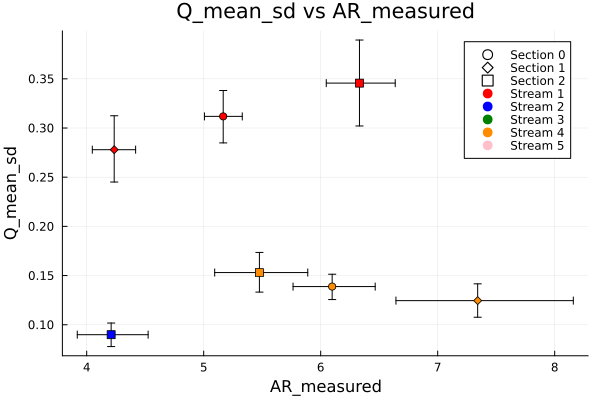 Q_mean_sd vs AR_measured
Section 0
Section 1
Section 2
Stream 1
Stream 2
Stream 3
Stream 4
Stream 5
Q_mean_sd
0.35
0.30
0.25
0.20
0.15
0.10
4 5 6 7 8
AR_measured